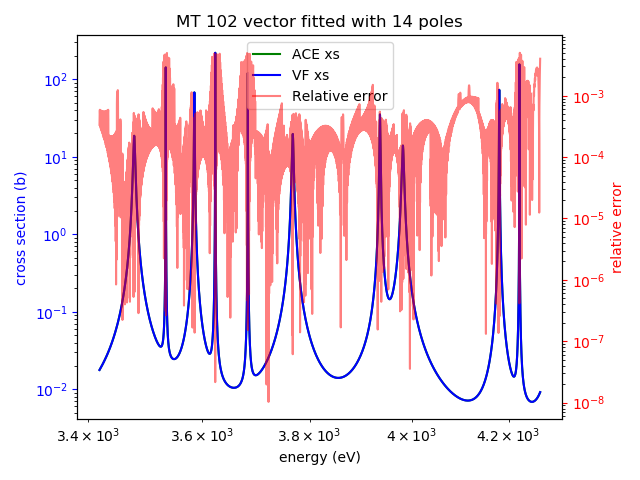 MT 102 vector fitted with 14 poles
ACE xs
VF xs
Relative error
cross section (b)
10²
10¹
10⁰
10⁻¹
10⁻²
relative error
10⁻³
10⁻⁴
10⁻⁵
10⁻⁶
10⁻⁷
10⁻⁸
3.4 × 10³ 3.6 × 10³ 3.8 × 10³ 4 × 10³ 4.2 × 10³
energy (eV)